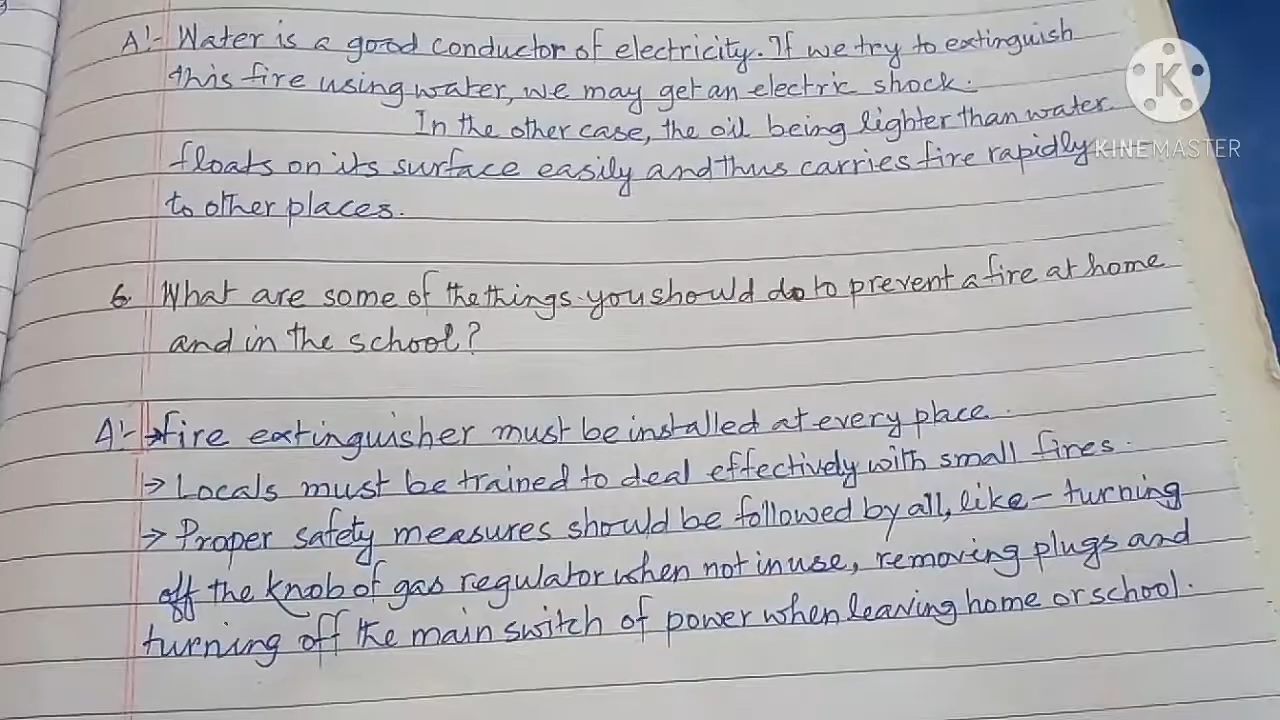 A:- Water is a good conductor of electricity. If we try to extinguish
this fire using water, we may get an electric shock.
In the other case, the oil being lighter than water
floats on its surface easily and thus carries fire rapidly
to other places.
K
KINEMASTER
6 What are some of the things you should do to prevent a fire at home
and in the school?
A:- → fire extinguisher must be installed at every place.
→ Locals must be trained to deal effectively with small fires.
→ Proper safety measures should be followed by all, like - turning
off the knob of gas regulator when not in use, removing plugs and
turning off the main switch of power when leaving home or school.